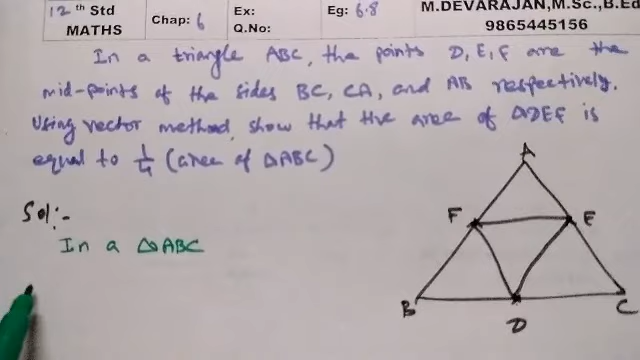 12th Std
MATHS
Chap: 6
Ex:
Q.No:
Eg: 6.8
M.DEVARAJAN,M.Sc.,B.Ed
9865445156
In a triangle ABC, the points D, E, F are the
mid-points of the sides BC, CA, and AB respectively.
Using vector method, show that the area of ΔDEF is
equal to 1/4 (area of ΔABC)
Sol:-
In a ΔABC
A
F
E
B
D
C